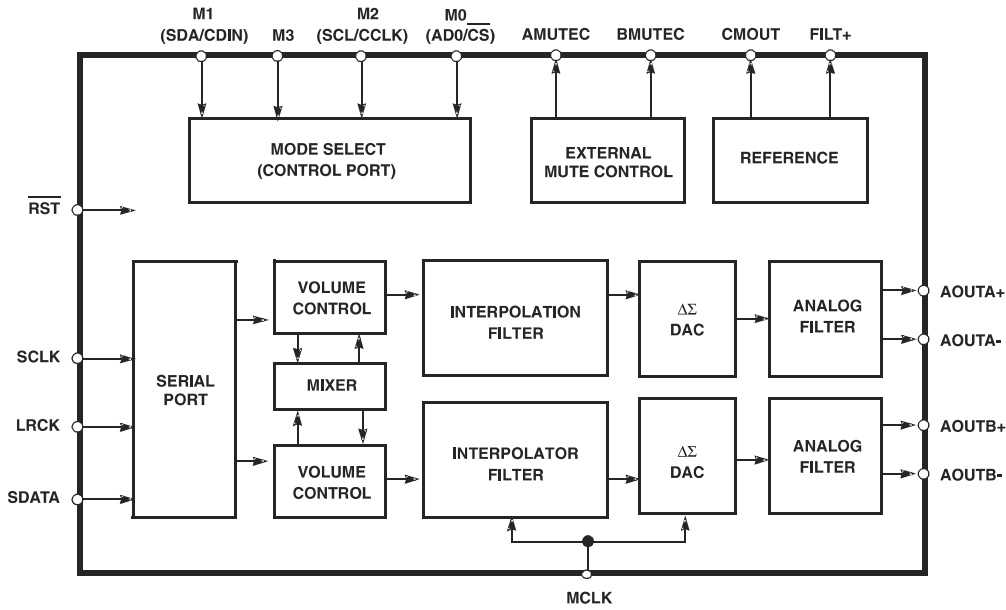 M1
(SDA/CDIN)
M3
M2
(SCL/CCLK)
M0
(AD0/CS)
AMUTEC
BMUTEC
CMOUT
FILT+
MODE SELECT
(CONTROL PORT)
EXTERNAL
MUTE CONTROL
REFERENCE
RST
SERIAL
PORT
VOLUME
CONTROL
MIXER
VOLUME
CONTROL
INTERPOLATION
FILTER
INTERPOLATOR
FILTER
ΔΣ
DAC
ΔΣ
DAC
ANALOG
FILTER
ANALOG
FILTER
SCLK
LRCK
SDATA
AOUTA+
AOUTA-
AOUTB+
AOUTB-
MCLK